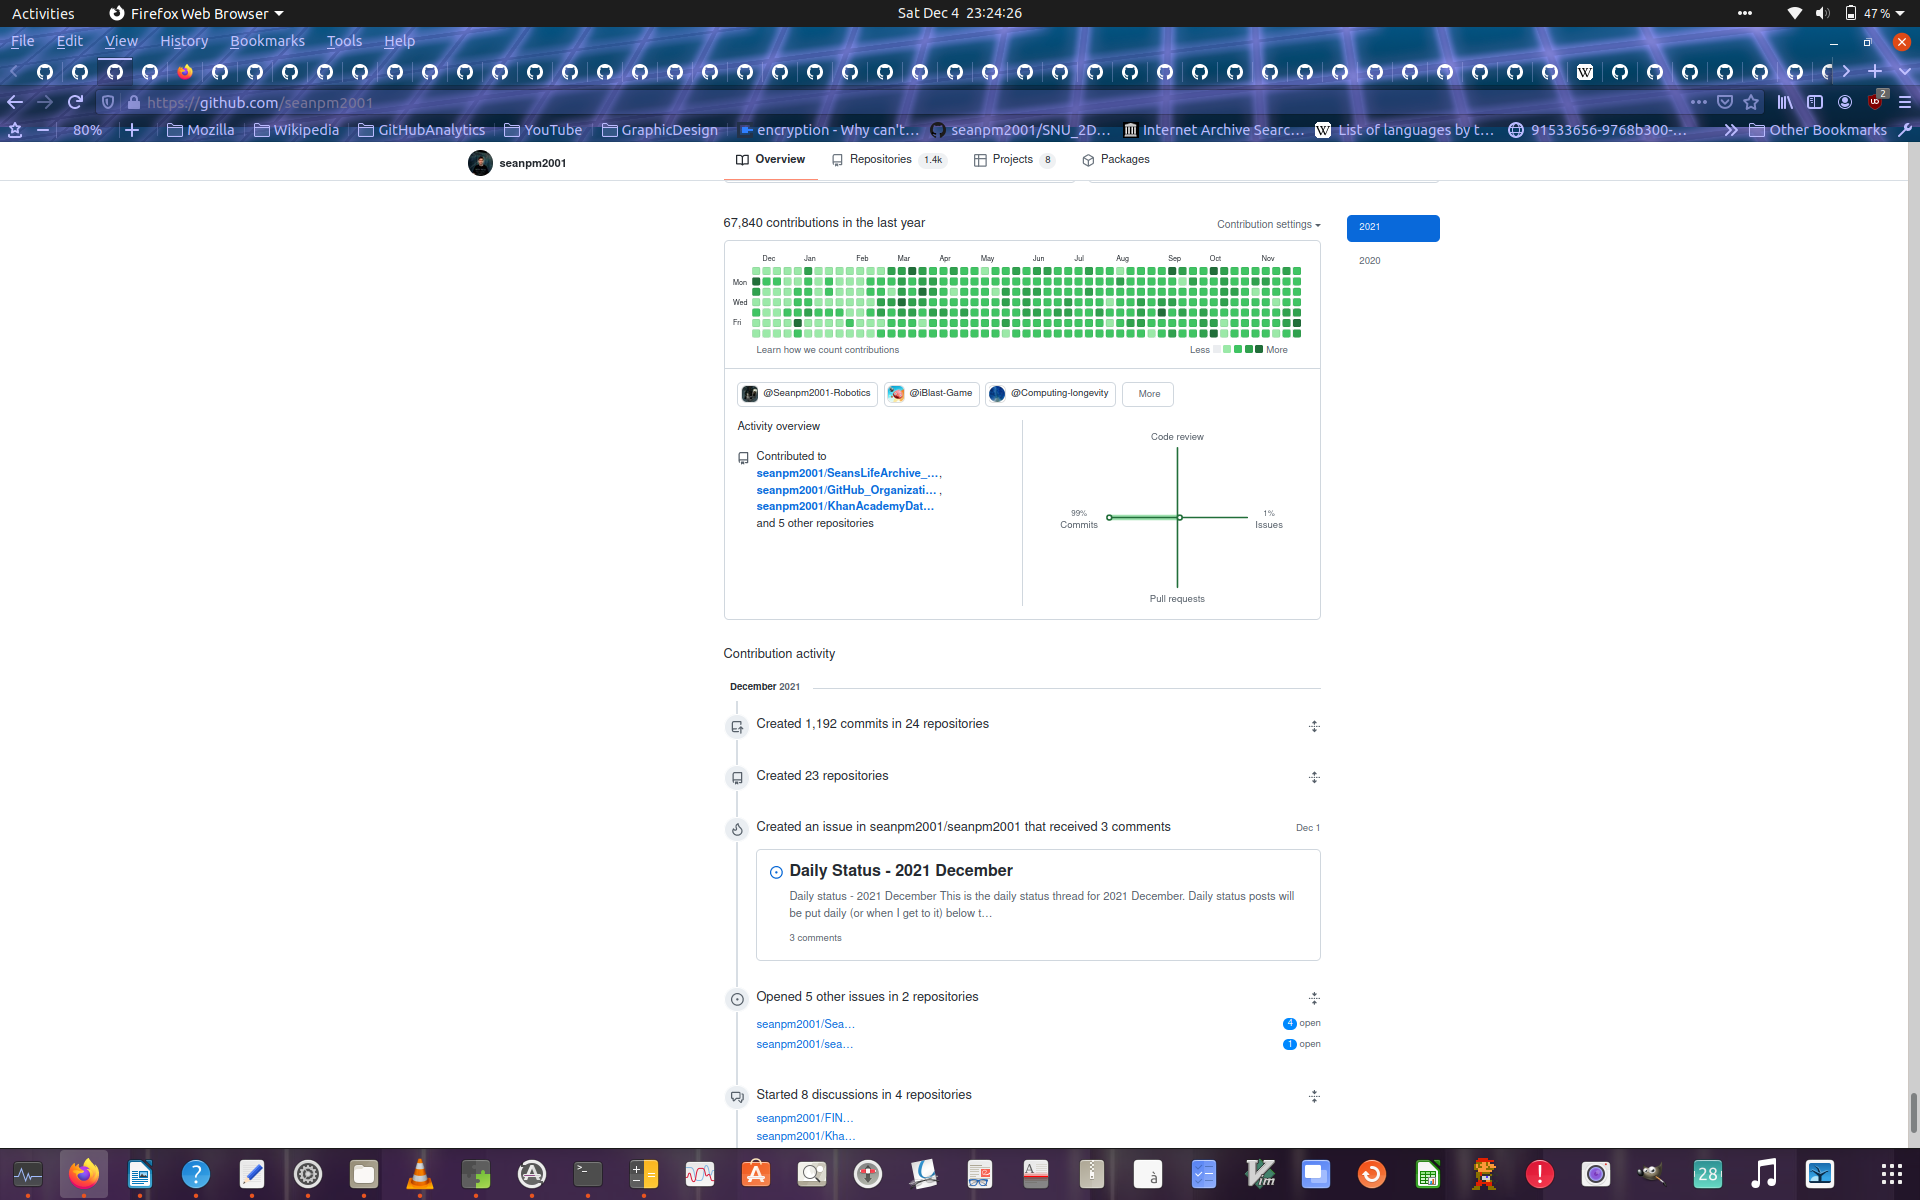 Activities
Firefox Web Browser
Sat Dec 4 23:24:26
47 %
File Edit View History Bookmarks Tools Help
https://github.com/seanpm2001
2
80%
Mozilla
Wikipedia
GitHubAnalytics
YouTube
GraphicDesign
encryption - Why can't…
seanpm2001/SNU_2D…
Internet Archive Searc…
List of languages by t…
91533656-9768b300-…
Other Bookmarks
seanpm2001
Overview
Repositories 1.4k
Projects 8
Packages
67,840 contributions in the last year
Contribution settings
2021
2020
Dec Jan Feb Mar Apr May Jun Jul Aug Sep Oct Nov
Mon
Wed
Fri
Learn how we count contributions
Less More
@Seanpm2001-Robotics
@iBlast-Game
@Computing-longevity
More
Activity overview
Contributed to
seanpm2001/SeansLifeArchive_…,
seanpm2001/GitHub_Organizati… ,
seanpm2001/KhanAcademyDat…
and 5 other repositories
Code review
99%
Commits
1%
Issues
Pull requests
Contribution activity
December 2021
Created 1,192 commits in 24 repositories
Created 23 repositories
Created an issue in seanpm2001/seanpm2001 that received 3 comments
Dec 1
Daily Status - 2021 December
Daily status - 2021 December This is the daily status thread for 2021 December. Daily status posts will
be put daily (or when I get to it) below t…
3 comments
Opened 5 other issues in 2 repositories
seanpm2001/Sea…
4 open
seanpm2001/sea…
1 open
Started 8 discussions in 4 repositories
seanpm2001/FIN…
seanpm2001/Kha…
28